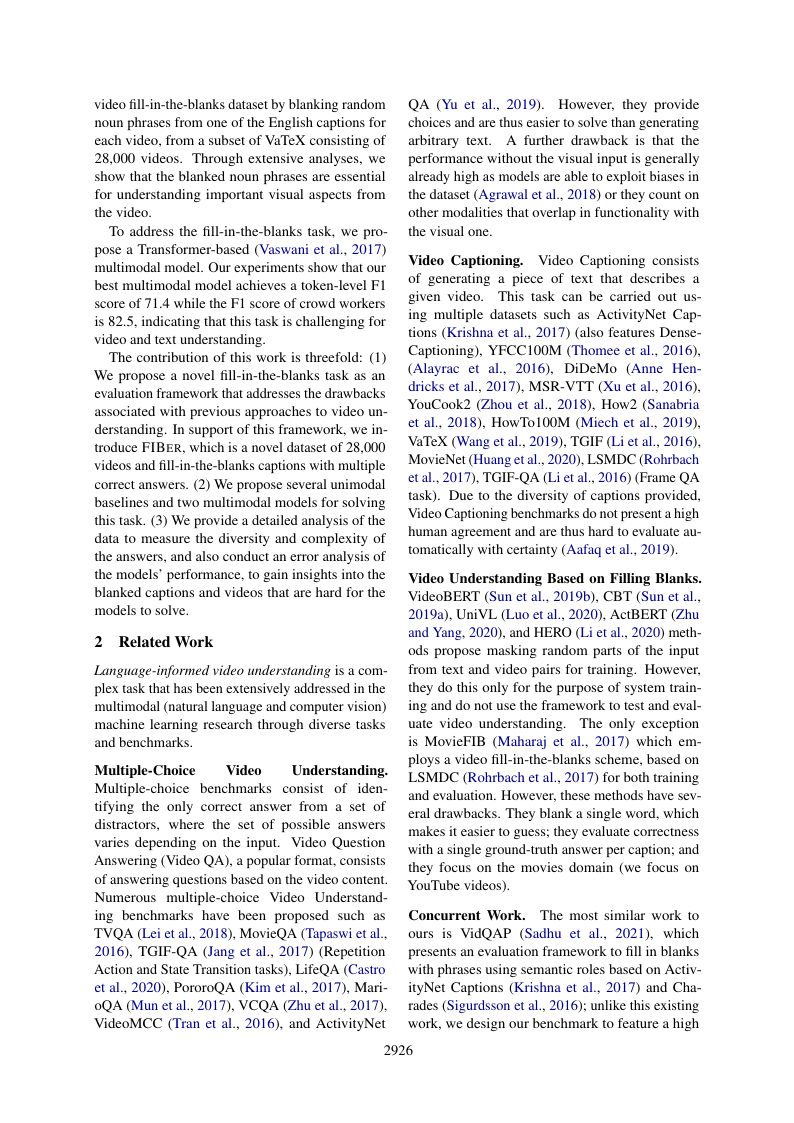 video fill-in-the-blanks dataset by blanking random
noun phrases from one of the English captions for
each video, from a subset of VaTeX consisting of
28,000 videos. Through extensive analyses, we
show that the blanked noun phrases are essential
for understanding important visual aspects from
the video.
To address the fill-in-the-blanks task, we pro-
pose a Transformer-based (Vaswani et al., 2017)
multimodal model. Our experiments show that our
best multimodal model achieves a token-level F1
score of 71.4 while the F1 score of crowd workers
is 82.5, indicating that this task is challenging for
video and text understanding.
The contribution of this work is threefold: (1)
We propose a novel fill-in-the-blanks task as an
evaluation framework that addresses the drawbacks
associated with previous approaches to video un-
derstanding. In support of this framework, we in-
troduce FIBER, which is a novel dataset of 28,000
videos and fill-in-the-blanks captions with multiple
correct answers. (2) We propose several unimodal
baselines and two multimodal models for solving
this task. (3) We provide a detailed analysis of the
data to measure the diversity and complexity of
the answers, and also conduct an error analysis of
the models' performance, to gain insights into the
blanked captions and videos that are hard for the
models to solve.
2 Related Work
Language-informed video understanding is a com-
plex task that has been extensively addressed in the
multimodal (natural language and computer vision)
machine learning research through diverse tasks
and benchmarks.
Multiple-Choice Video Understanding.
Multiple-choice benchmarks consist of iden-
tifying the only correct answer from a set of
distractors, where the set of possible answers
varies depending on the input. Video Question
Answering (Video QA), a popular format, consists
of answering questions based on the video content.
Numerous multiple-choice Video Understand-
ing benchmarks have been proposed such as
TVQA (Lei et al., 2018), MovieQA (Tapaswi et al.,
2016), TGIF-QA (Jang et al., 2017) (Repetition
Action and State Transition tasks), LifeQA (Castro
et al., 2020), PororoQA (Kim et al., 2017), Mari-
oQA (Mun et al., 2017), VCQA (Zhu et al., 2017),
VideoMCC (Tran et al., 2016), and ActivityNet
QA (Yu et al., 2019). However, they provide
choices and are thus easier to solve than generating
arbitrary text. A further drawback is that the
performance without the visual input is generally
already high as models are able to exploit biases in
the dataset (Agrawal et al., 2018) or they count on
other modalities that overlap in functionality with
the visual one.
Video Captioning. Video Captioning consists
of generating a piece of text that describes a
given video. This task can be carried out us-
ing multiple datasets such as ActivityNet Cap-
tions (Krishna et al., 2017) (also features Dense-
Captioning), YFCC100M (Thomee et al., 2016),
(Alayrac et al., 2016), DiDeMo (Anne Hen-
dricks et al., 2017), MSR-VTT (Xu et al., 2016),
YouCook2 (Zhou et al., 2018), How2 (Sanabria
et al., 2018), HowTo100M (Miech et al., 2019),
VaTeX (Wang et al., 2019), TGIF (Li et al., 2016),
MovieNet (Huang et al., 2020), LSMDC (Rohrbach
et al., 2017), TGIF-QA (Li et al., 2016) (Frame QA
task). Due to the diversity of captions provided,
Video Captioning benchmarks do not present a high
human agreement and are thus hard to evaluate au-
tomatically with certainty (Aafaq et al., 2019).
Video Understanding Based on Filling Blanks.
VideoBERT (Sun et al., 2019b), CBT (Sun et al.,
2019a), UniVL (Luo et al., 2020), ActBERT (Zhu
and Yang, 2020), and HERO (Li et al., 2020) meth-
ods propose masking random parts of the input
from text and video pairs for training. However,
they do this only for the purpose of system train-
ing and do not use the framework to test and eval-
uate video understanding. The only exception
is MovieFIB (Maharaj et al., 2017) which em-
ploys a video fill-in-the-blanks scheme, based on
LSMDC (Rohrbach et al., 2017) for both training
and evaluation. However, these methods have sev-
eral drawbacks. They blank a single word, which
makes it easier to guess; they evaluate correctness
with a single ground-truth answer per caption; and
they focus on the movies domain (we focus on
YouTube videos).
Concurrent Work. The most similar work to
ours is VidQAP (Sadhu et al., 2021), which
presents an evaluation framework to fill in blanks
with phrases using semantic roles based on Activ-
ityNet Captions (Krishna et al., 2017) and Cha-
rades (Sigurdsson et al., 2016); unlike this existing
work, we design our benchmark to feature a high
2926